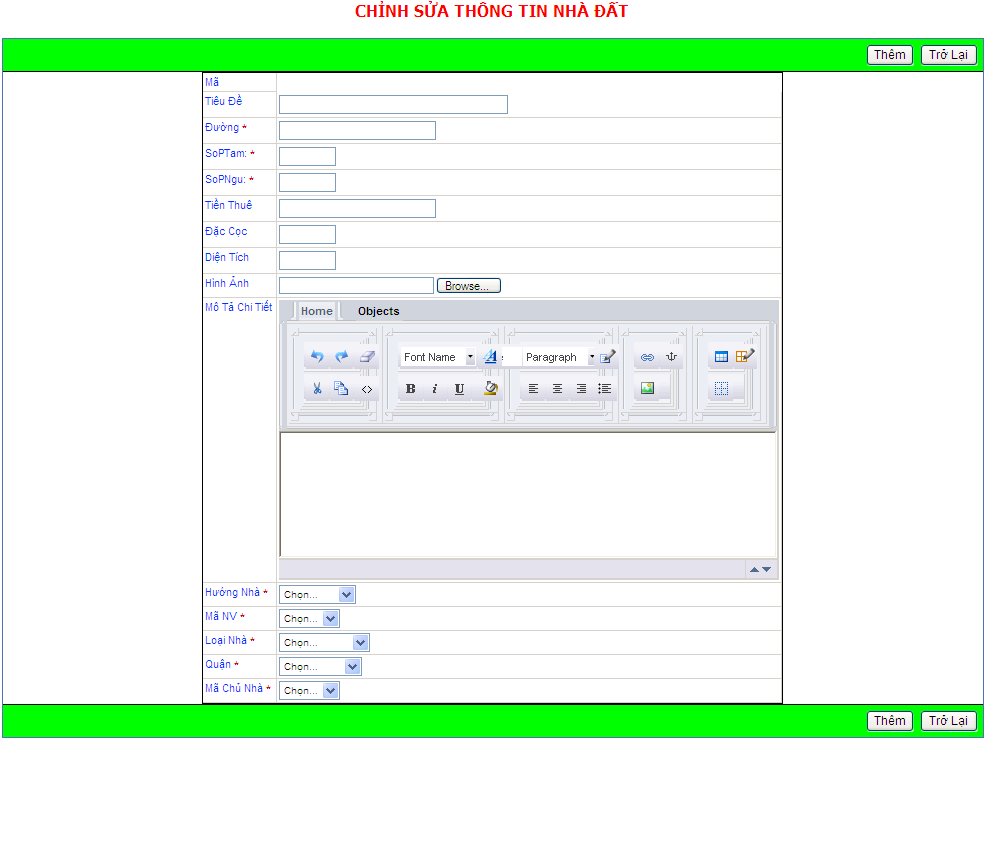 CHỈNH SỬA THÔNG TIN NHÀ ĐẤT
Thêm Trở Lại
Mã
Tiêu Đề
Đường *
SoPTam: *
SoPNgu: *
Tiền Thuê
Đặc Cọc
Diện Tích
Hình Ảnh Browse...
Mô Tả Chi Tiết Home Objects
Font Name Paragraph
B i U
Hướng Nhà * Chọn...
Mã NV * Chọn...
Loại Nhà * Chọn...
Quận * Chọn...
Mã Chủ Nhà * Chọn...
Thêm Trở Lại